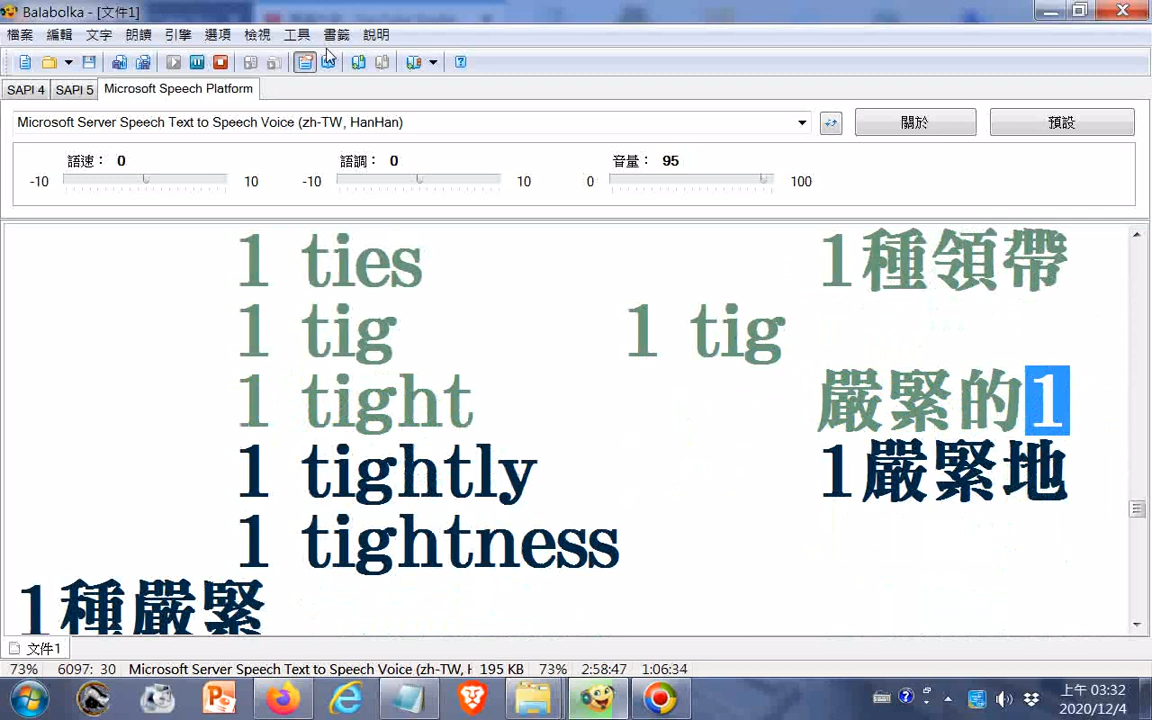 Balabolka - [文件1]
檔案 編輯 文字 朗讀 引擎 選項 檢視 工具 書籤 說明
SAPI 4 SAPI 5 Microsoft Speech Platform
Microsoft Server Speech Text to Speech Voice (zh-TW, HanHan) 關於 預設
語速： 0 語調： 0 音量： 95
-10 10 -10 10 0 100
1 ties 1種領帶
1 tig 1 tig
1 tight 嚴緊的1
1 tightly 1嚴緊地
1 tightness
1種嚴緊
文件1
73% 6097: 30 Microsoft Server Speech Text to Speech Voice (zh-TW, 195 KB 73% 2:58:47 1:06:34
上午 03:32
2020/12/4